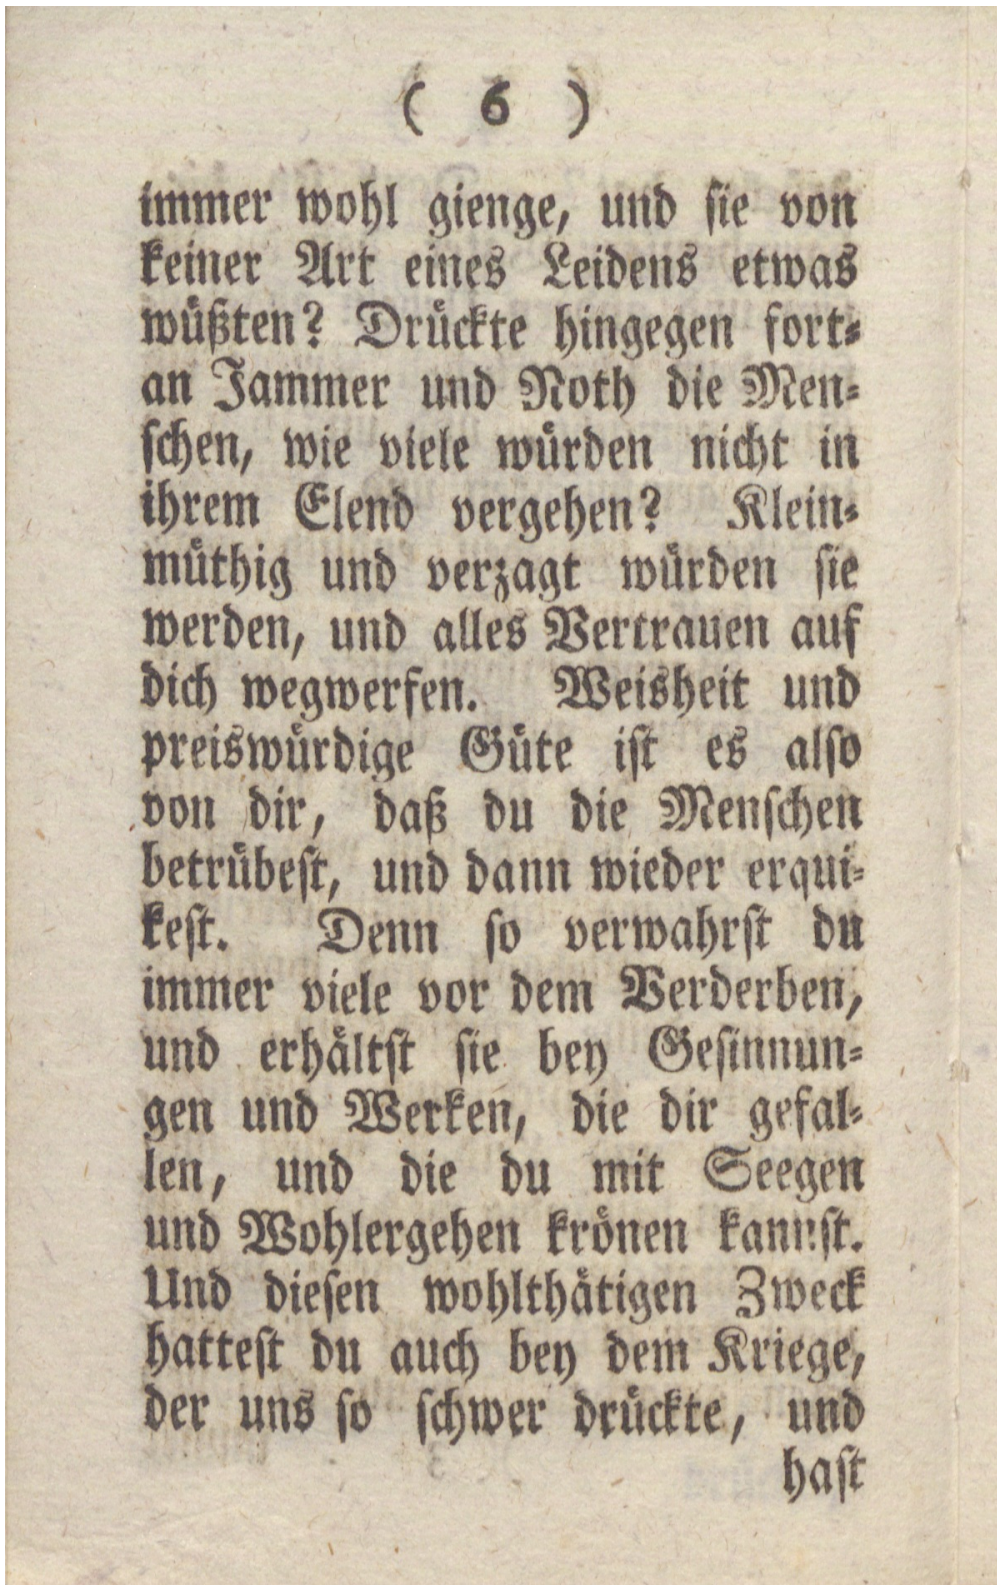 ( 6 )
immer wohl gienge, und sie von
keiner Art eines Leidens etwas
wüßten? Drückte hingegen fort-
an Jammer und Noth die Men-
schen, wie viele würden nicht in
ihrem Elend vergehen? Klein-
müthig und verzagt würden sie
werden, und alles Vertrauen auf
dich wegwerfen. Weisheit und
preiswürdige Güte ist es also
von dir, daß du die Menschen
betrübest, und dann wieder erqui-
kest. Denn so verwahrst du
immer viele vor dem Verderben,
und erhältst sie bey Gesinnun-
gen und Werken, die dir gefal-
len, und die du mit Seegen
und Wohlergehen krönen kannst.
Und diesen wohlthätigen Zweck
hattest du auch bey dem Kriege,
der uns so schwer drückte, und
hast